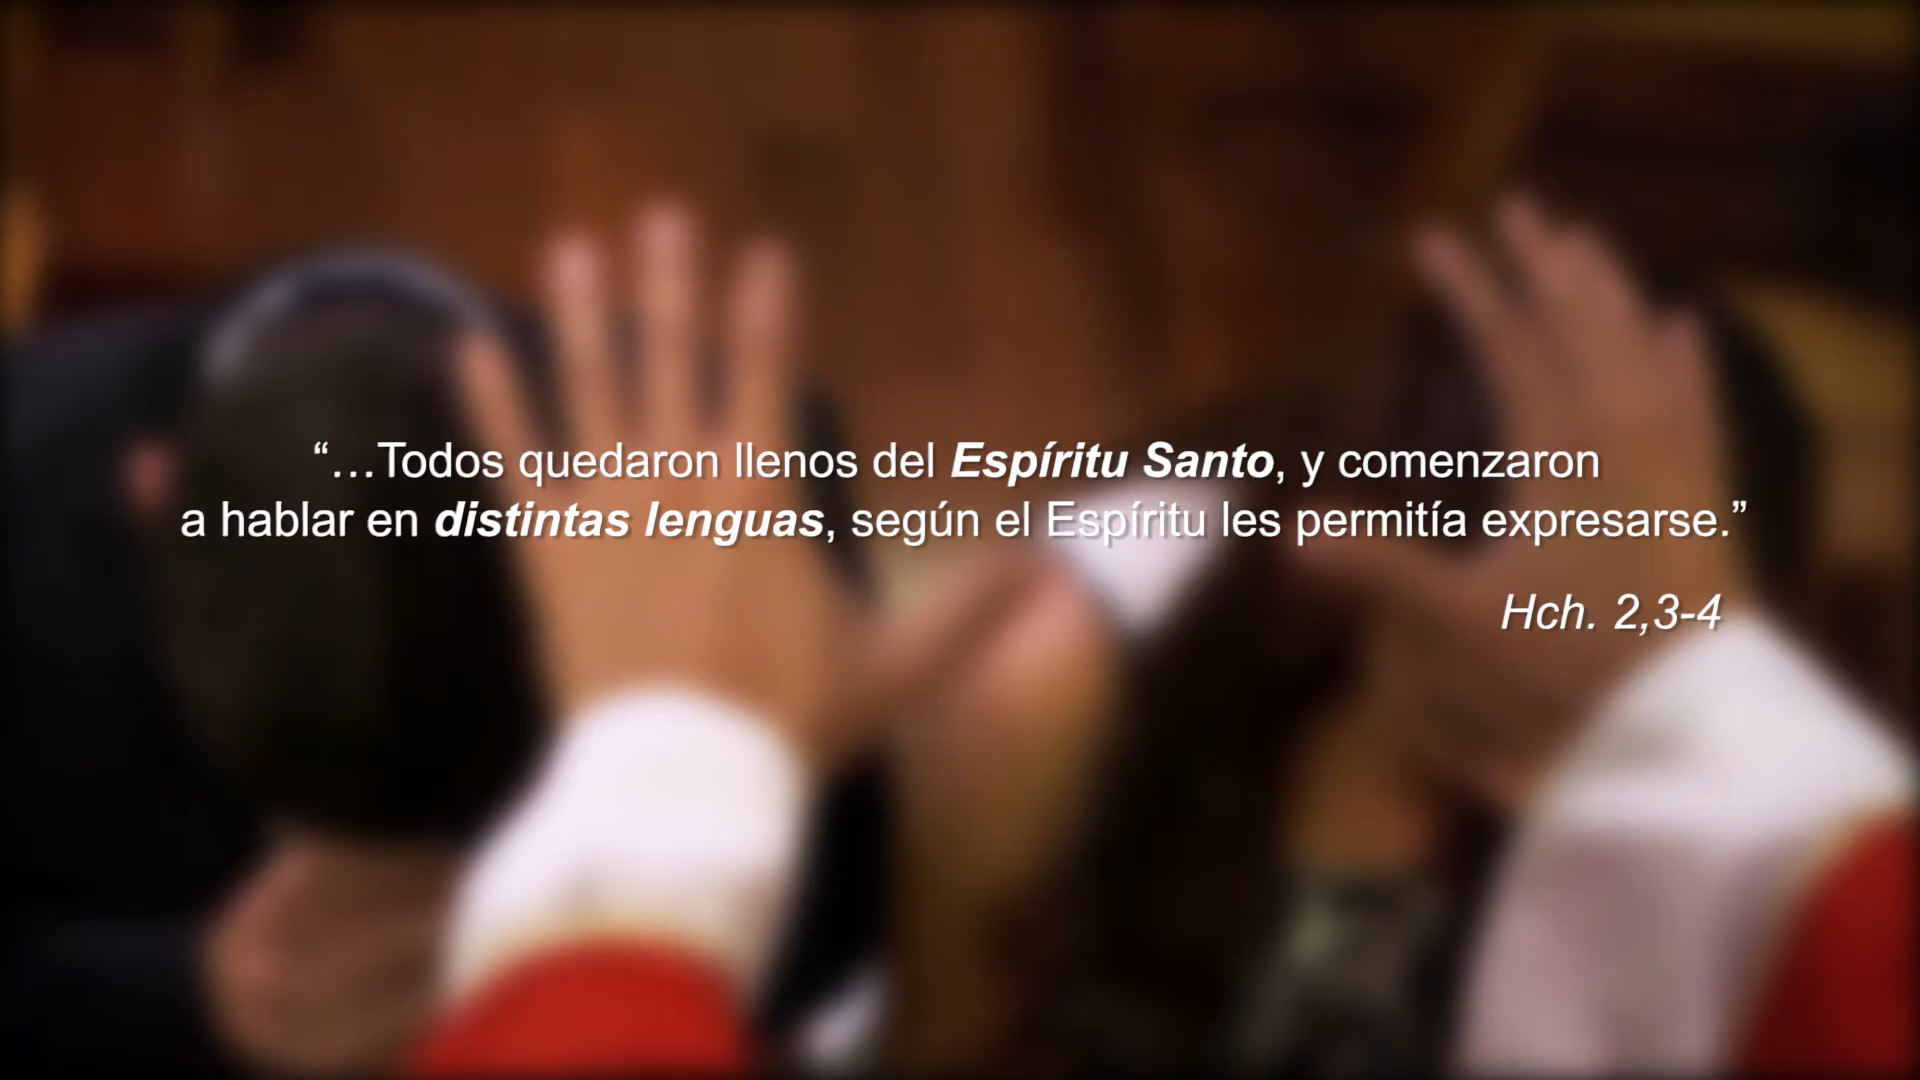 “…Todos quedaron llenos del Espíritu Santo, y comenzaron
a hablar en distintas lenguas, según el Espíritu les permitía expresarse.”
Hch. 2,3-4